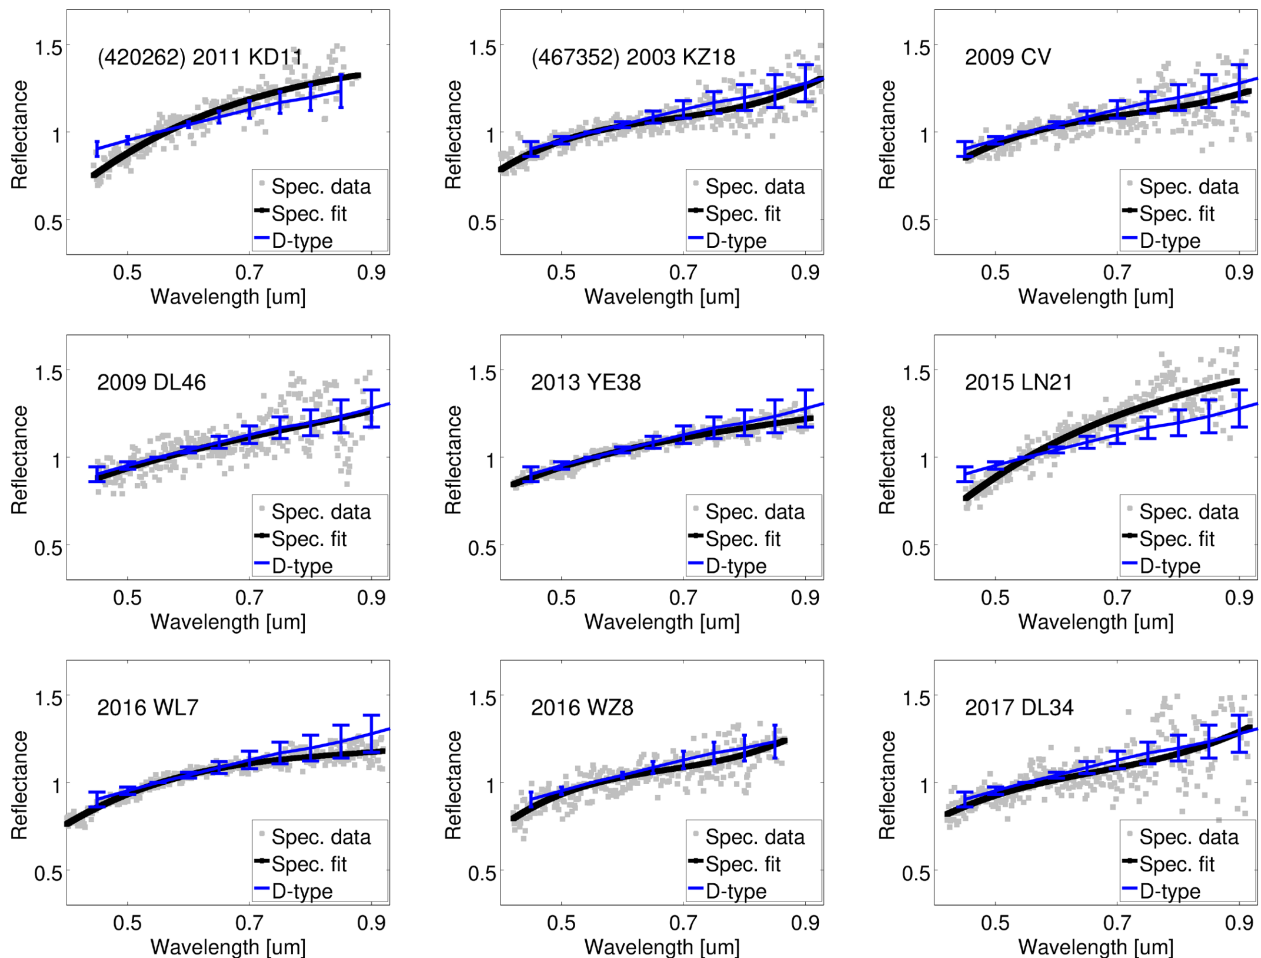 (420262) 2011 KD11
1.5
1
0.5
Reflectance
Spec. data
Spec. fit
D-type
0.5 0.7 0.9
Wavelength [um]
(467352) 2003 KZ18
1.5
1
0.5
Reflectance
Spec. data
Spec. fit
D-type
0.5 0.7 0.9
Wavelength [um]
2009 CV
1.5
1
0.5
Reflectance
Spec. data
Spec. fit
D-type
0.5 0.7 0.9
Wavelength [um]
2009 DL46
1.5
1
0.5
Reflectance
Spec. data
Spec. fit
D-type
0.5 0.7 0.9
Wavelength [um]
2013 YE38
1.5
1
0.5
Reflectance
Spec. data
Spec. fit
D-type
0.5 0.7 0.9
Wavelength [um]
2015 LN21
1.5
1
0.5
Reflectance
Spec. data
Spec. fit
D-type
0.5 0.7 0.9
Wavelength [um]
2016 WL7
1.5
1
0.5
Reflectance
Spec. data
Spec. fit
D-type
0.5 0.7 0.9
Wavelength [um]
2016 WZ8
1.5
1
0.5
Reflectance
Spec. data
Spec. fit
D-type
0.5 0.7 0.9
Wavelength [um]
2017 DL34
1.5
1
0.5
Reflectance
Spec. data
Spec. fit
D-type
0.5 0.7 0.9
Wavelength [um]